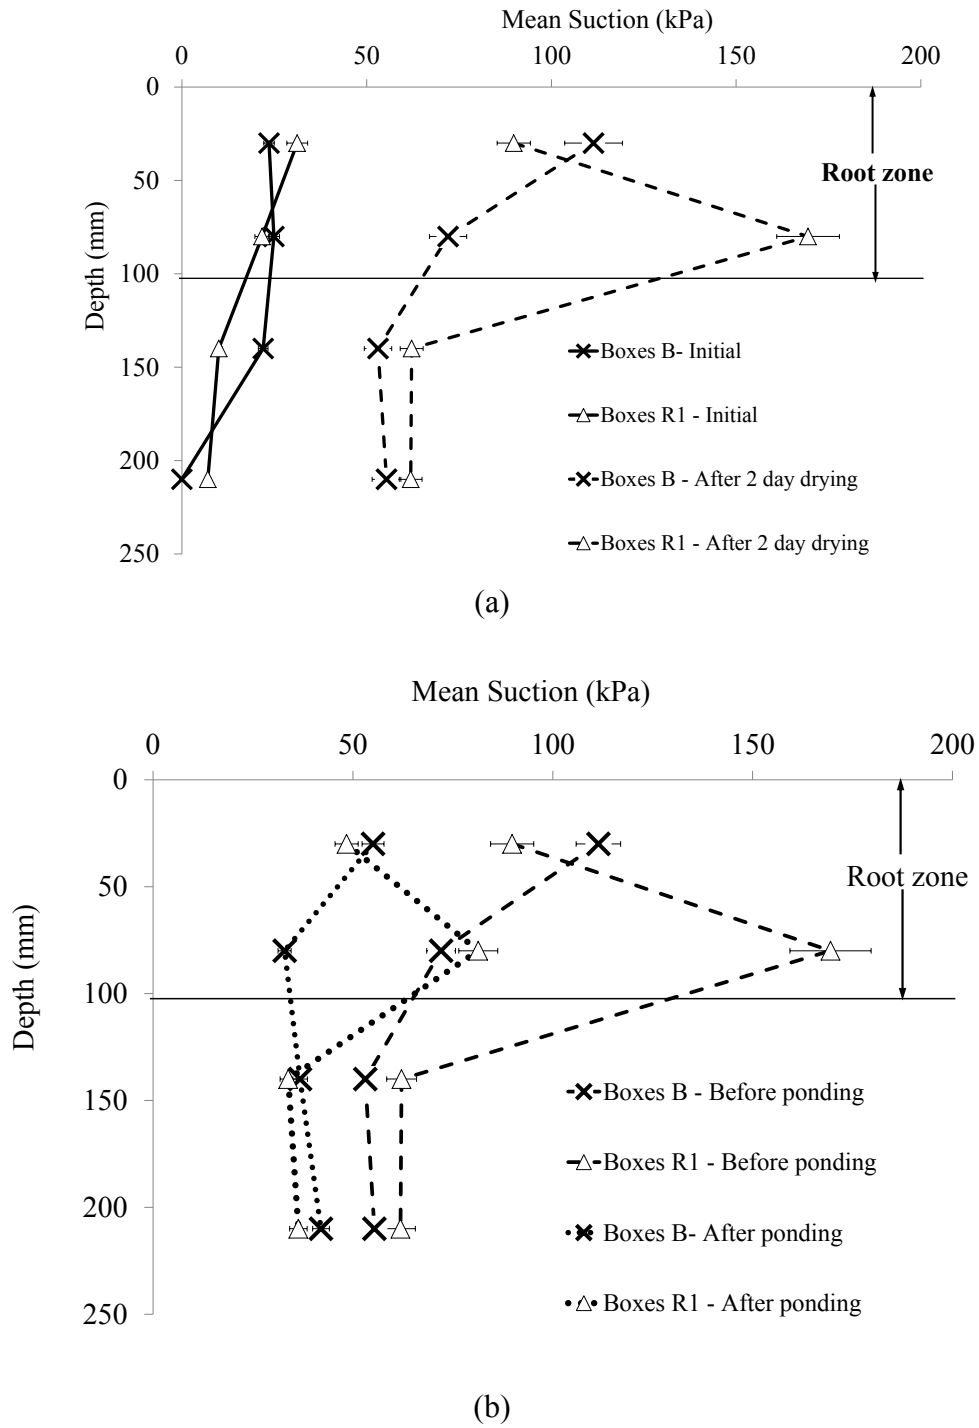 Mean Suction (kPa)
0 50 100 150 200
0
50
100
150
200
250
Depth (mm)
Root zone
Boxes B- Initial
Boxes R1 - Initial
Boxes B - After 2 day drying
Boxes R1 - After 2 day drying
(a)
Mean Suction (kPa)
0 50 100 150 200
0
50
100
150
200
250
Depth (mm)
Root zone
Boxes B - Before ponding
Boxes R1 - Before ponding
Boxes B- After ponding
Boxes R1 - After ponding
(b)